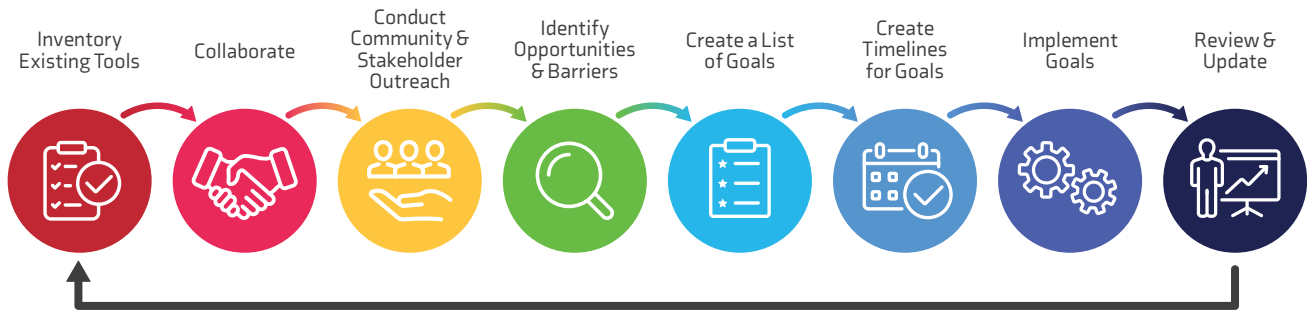 Inventory
Existing Tools
Collaborate
Conduct
Community &
Stakeholder
Outreach
Identify
Opportunities
& Barriers
Create a List
of Goals
Create
Timelines
for Goals
Implement
Goals
Review &
Update